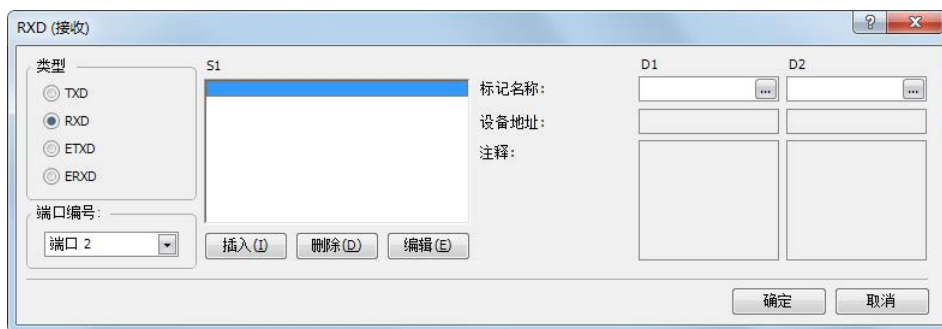 RXD (接收)
类型
TXD
RXD
ETXD
ERXD
端口编号:
端口 2
S1
插入(I) 删除(D) 编辑(E)
D1 D2
标记名称: ... ...
设备地址:
注释:
确定 取消